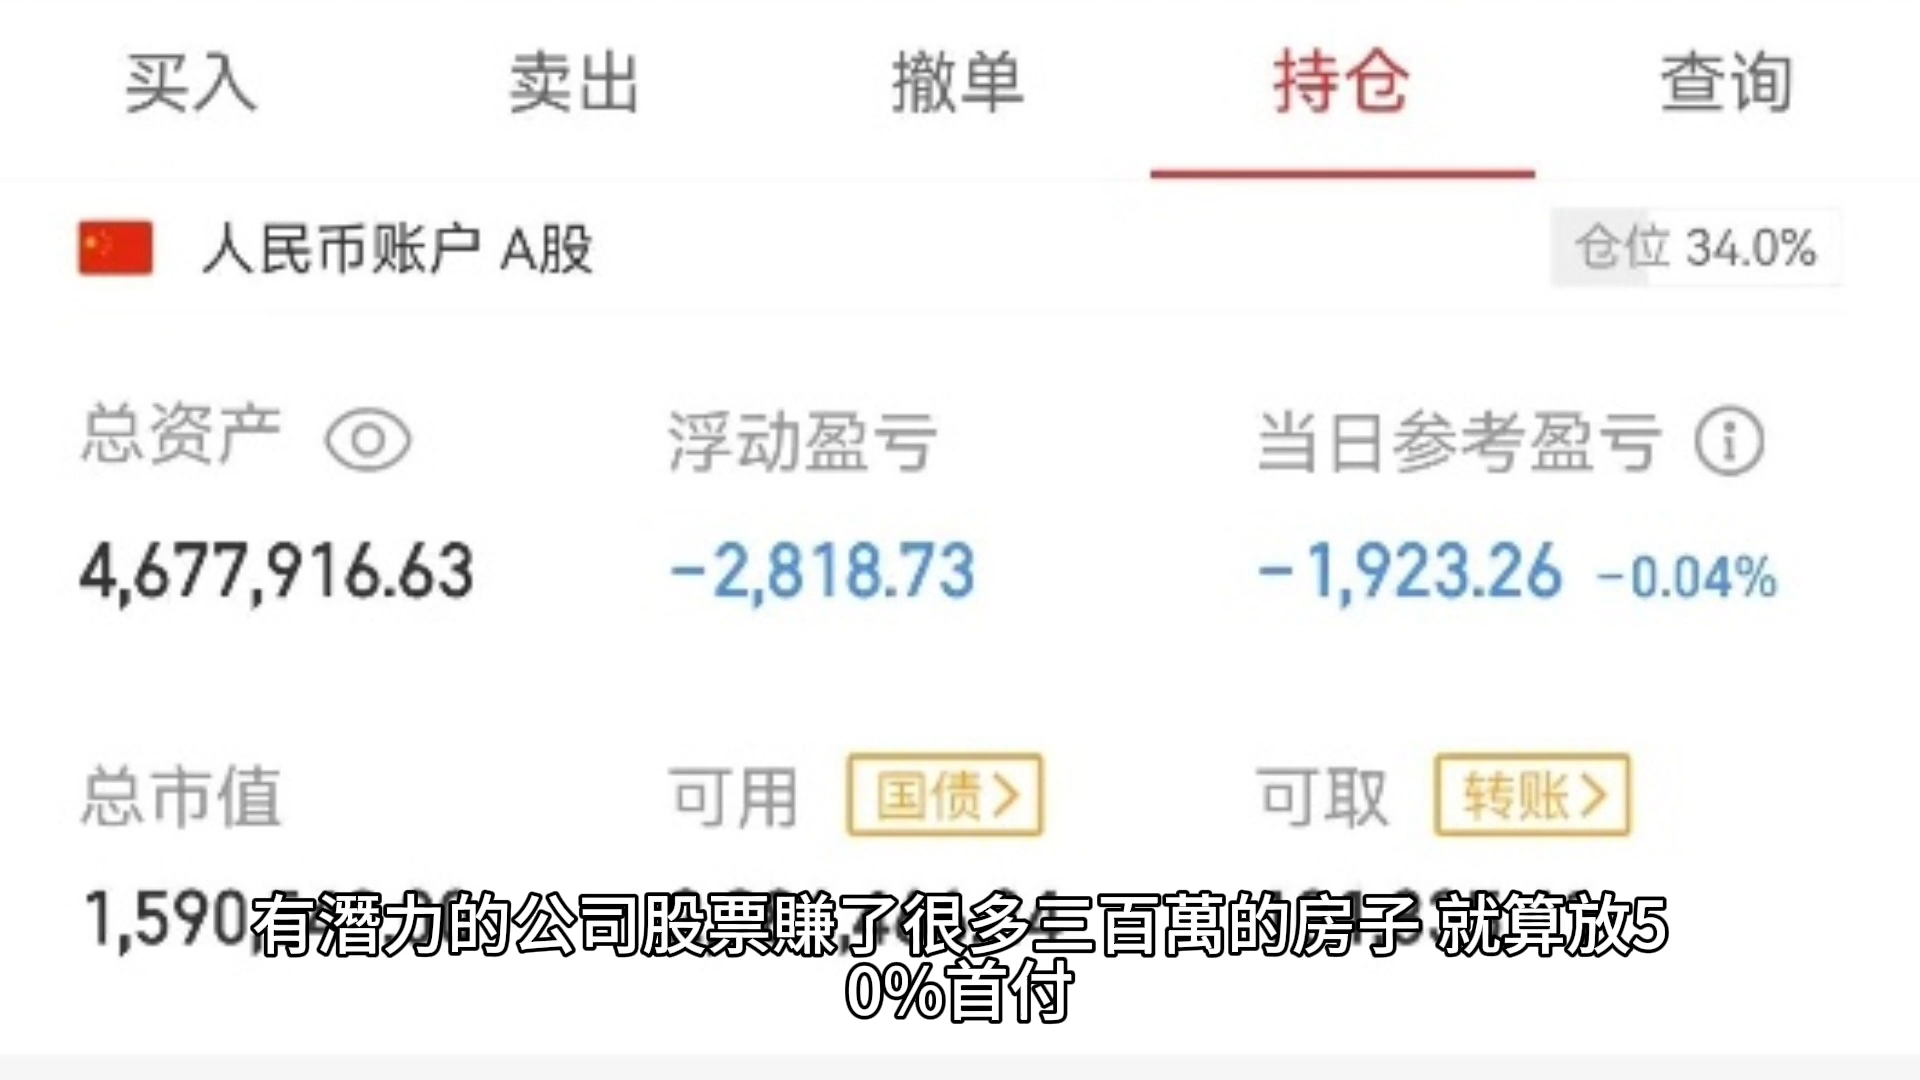 买入 卖出 撤单 持仓 查询
人民币账户 A股 仓位 34.0%
总资产 浮动盈亏 当日参考盈亏
4,677,916.63 -2,818.73 -1,923.26 -0.04%
总市值 可用 国债> 可取 转账>
1,590
有潛力的公司股票賺了很多三百萬的房子 就算放5
0%首付